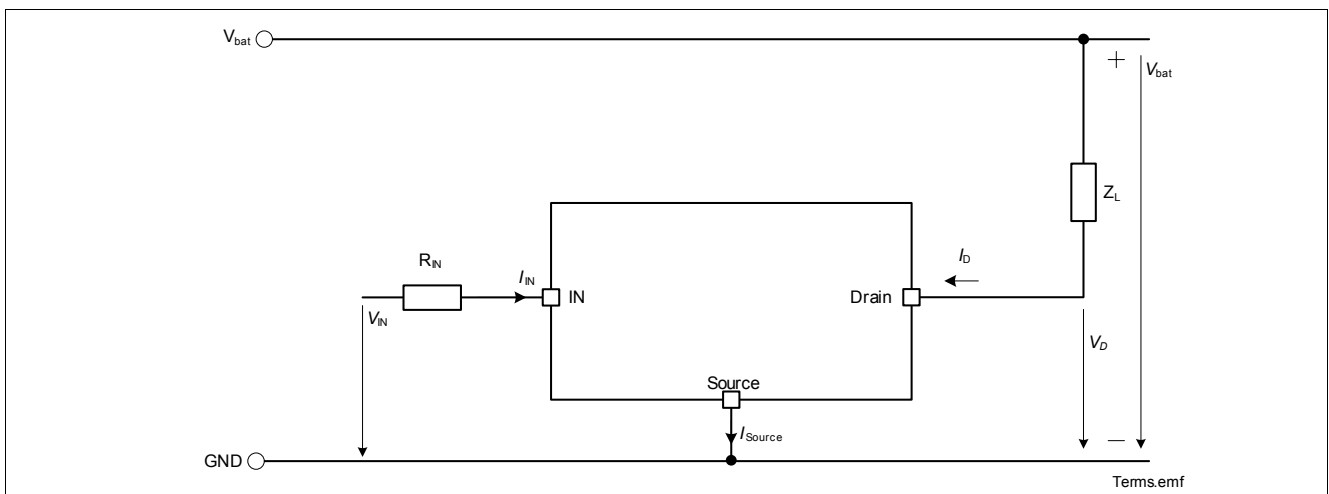 Vbat
+
Vbat
ZL
RIN
IIN
ID
IN
Drain
VIN
VD
Source
ISource
GND
Terms.emf